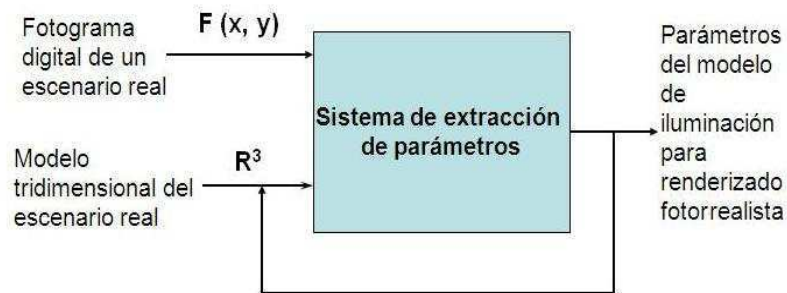 Fotograma
digital de un
escenario real
F (x, y)
Modelo
tridimensional del
escenario real
R³
Sistema de extracción
de parámetros
Parámetros
del modelo
de
iluminación
para
renderizado
fotorrealista